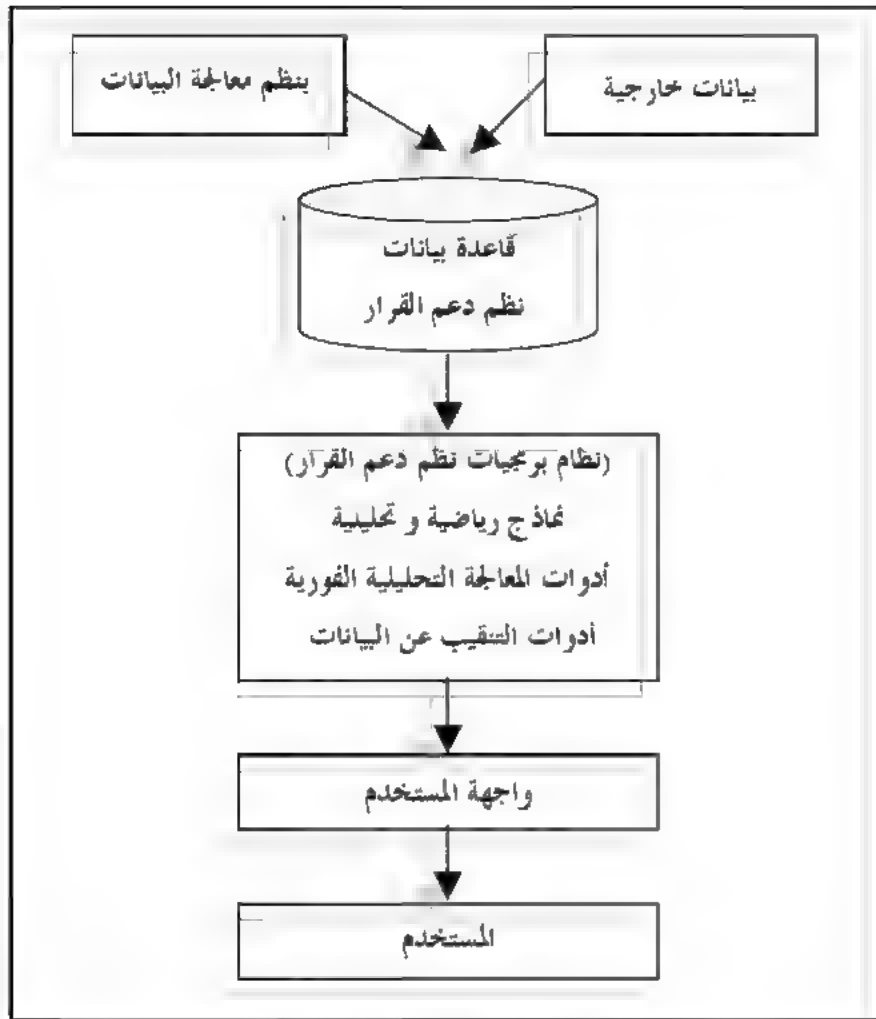 بيانات خارجية
ينظم معالجة البيانات
قاعدة بيانات
نظم دعم القرار
(نظام برمجيات نظم دعم القرار)
نماذج رياضية و تحليلية
أدوات المعالجة التحليلية الفورية
أدوات التنقيب عن البيانات
واجهة المستخدم
المستخدم